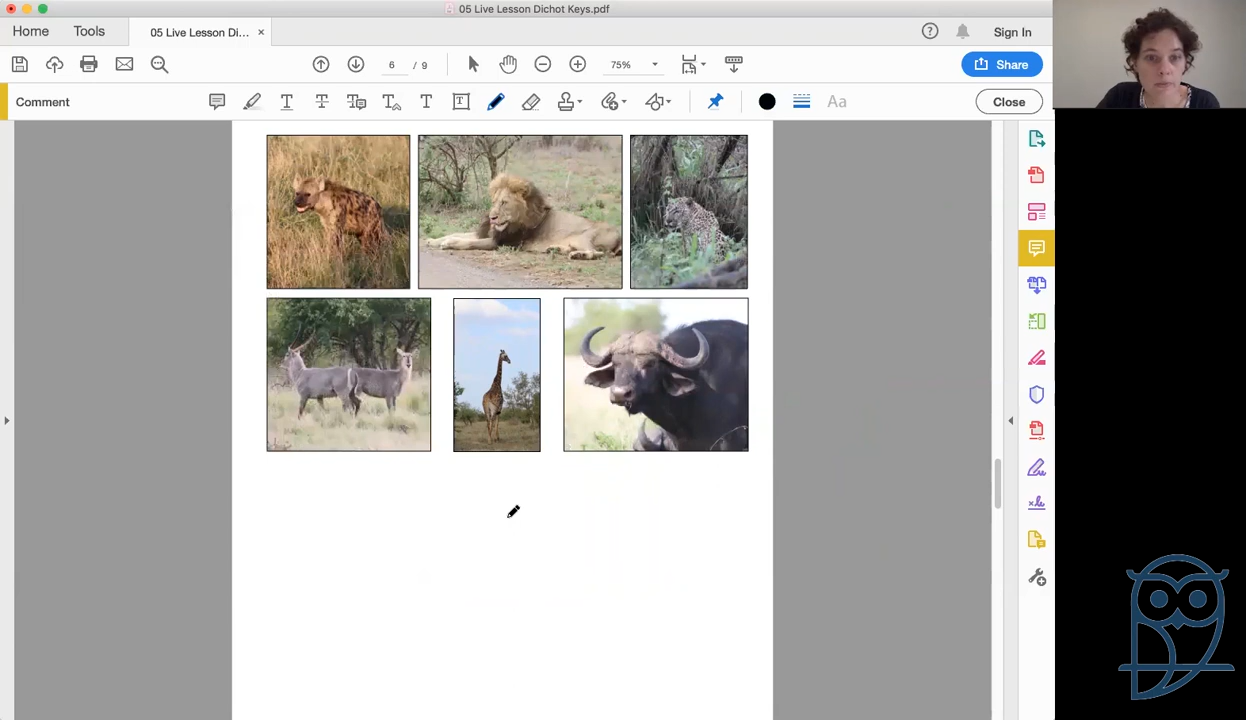 05 Live Lesson Dichot Keys.pdf
Home
Tools
05 Live Lesson Di...
Sign In
6 / 9
75%
Share
Comment
Aa
Close